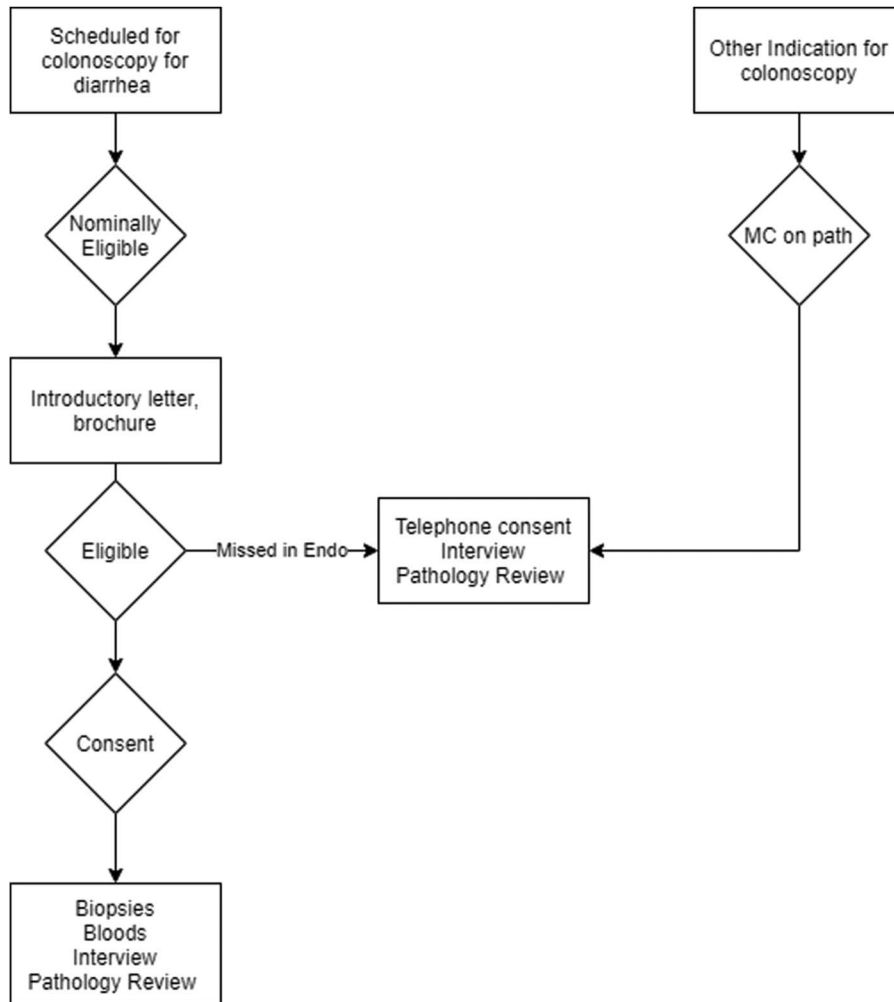 Scheduled for
colonoscopy for
diarrhea
Other Indication for
colonoscopy
Nominally
Eligible
MC on path
Introductory letter,
brochure
Eligible
Missed in Endo
Telephone consent
Interview
Pathology Review
Consent
Biopsies
Bloods
Interview
Pathology Review